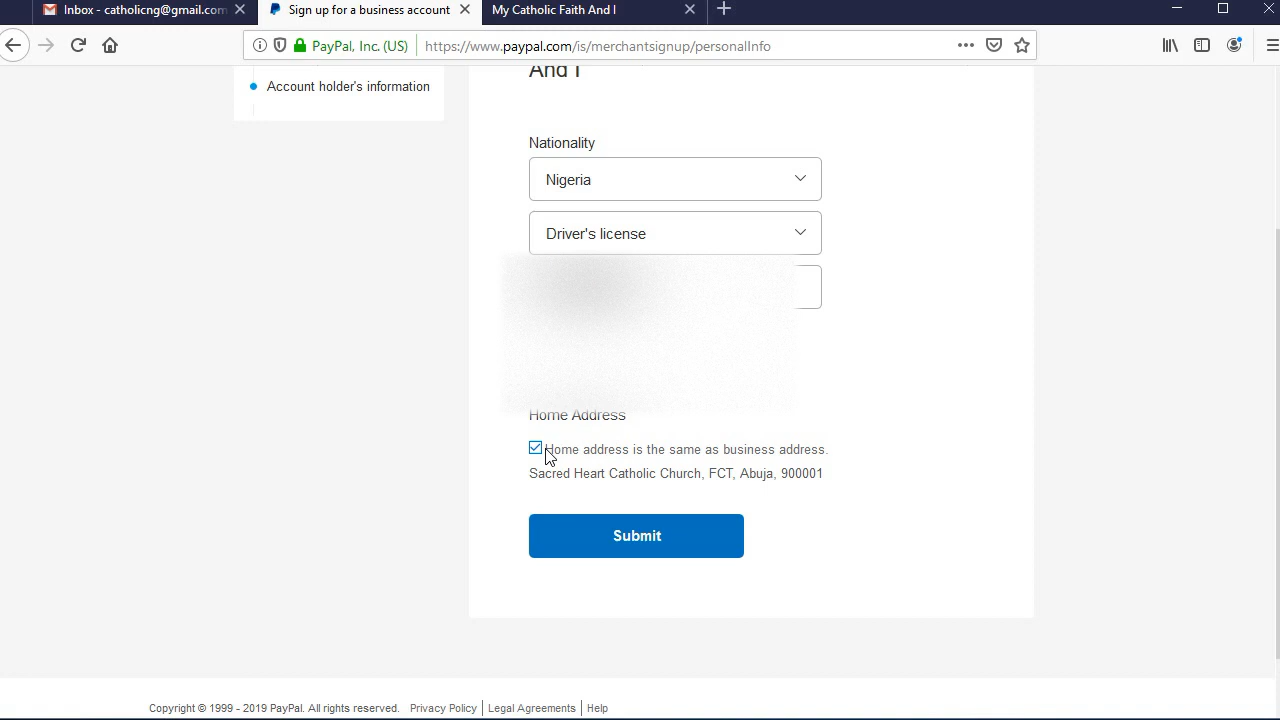 Inbox - catholicng@gmail.com
Sign up for a business account
My Catholic Faith And I
PayPal, Inc. (US)
https://www.paypal.com/is/merchantsignup/personalInfo
And I
Account holder's information
Nationality
Nigeria
Driver's license
Home Address
Home address is the same as business address.
Sacred Heart Catholic Church, FCT, Abuja, 900001
Submit
Copyright © 1999 - 2019 PayPal. All rights reserved. Privacy Policy Legal Agreements Help